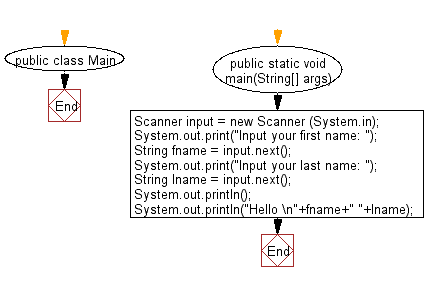 public class Main
End
public static void
main(String[] args)
Scanner input = new Scanner (System.in);
System.out.print("Input your first name: ");
String fname = input.next();
System.out.print("Input your last name: ");
String lname = input.next();
System.out.println();
System.out.println("Hello \n"+fname+" "+lname);
End